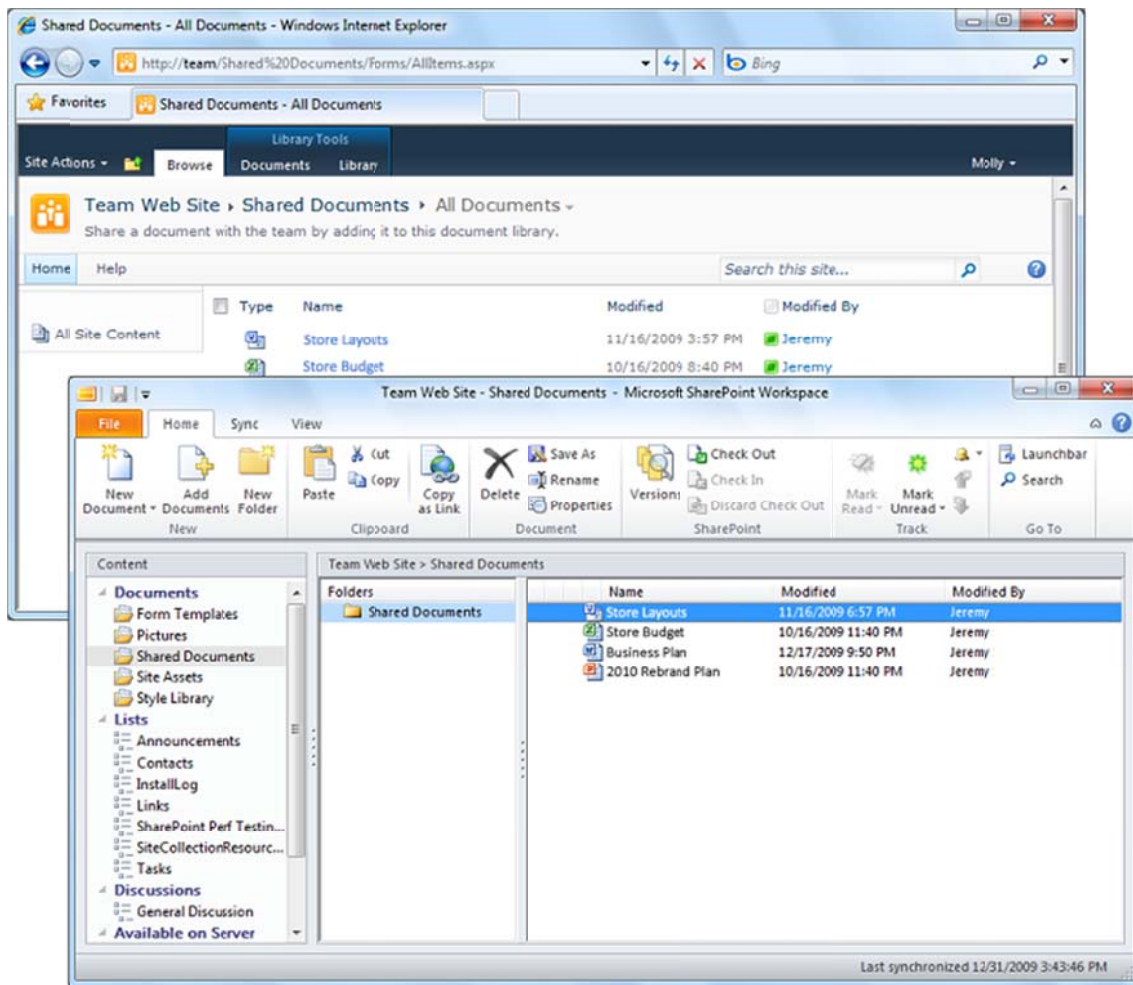 Shared Documents - All Documents - Windows Internet Explorer
http://team/Shared%20Documents/Forms/AllItems.aspx
Bing
Favorites
Shared Documents - All Documents
Library Tools
Site Actions
Browse
Documents
Library
Molly
Team Web Site › Shared Documents › All Documents
Share a document with the team by adding it to this document library.
Home Help Search this site...
Type Name Modified Modified By
All Site Content
Store Layouts 11/16/2009 3:57 PM Jeremy
Store Budget 10/16/2009 8:40 PM Jeremy
Team Web Site - Shared Documents - Microsoft SharePoint Workspace
File Home Sync View
New Document
Add Documents
New Folder
New
Paste
Cut
Copy
Copy as Link
Clipboard
Delete
Save As
Rename
Properties
Document
Versions
Check Out
Check In
Discard Check Out
SharePoint
Mark Read
Mark Unread
Track
Launchbar
Search
Go To
Content
Documents
Form Templates
Pictures
Shared Documents
Site Assets
Style Library
Lists
Announcements
Contacts
InstallLog
Links
SharePoint Perf Testin...
SiteCollectionResourc...
Tasks
Discussions
General Discussion
Available on Server
Team Web Site > Shared Documents
Folders
Shared Documents
Name Modified Modified By
Store Layouts 11/16/2009 6:57 PM Jeremy
Store Budget 10/16/2009 11:40 PM Jeremy
Business Plan 12/17/2009 9:50 PM Jeremy
2010 Rebrand Plan 10/16/2009 11:40 PM Jeremy
Last synchronized 12/31/2009 3:43:46 PM